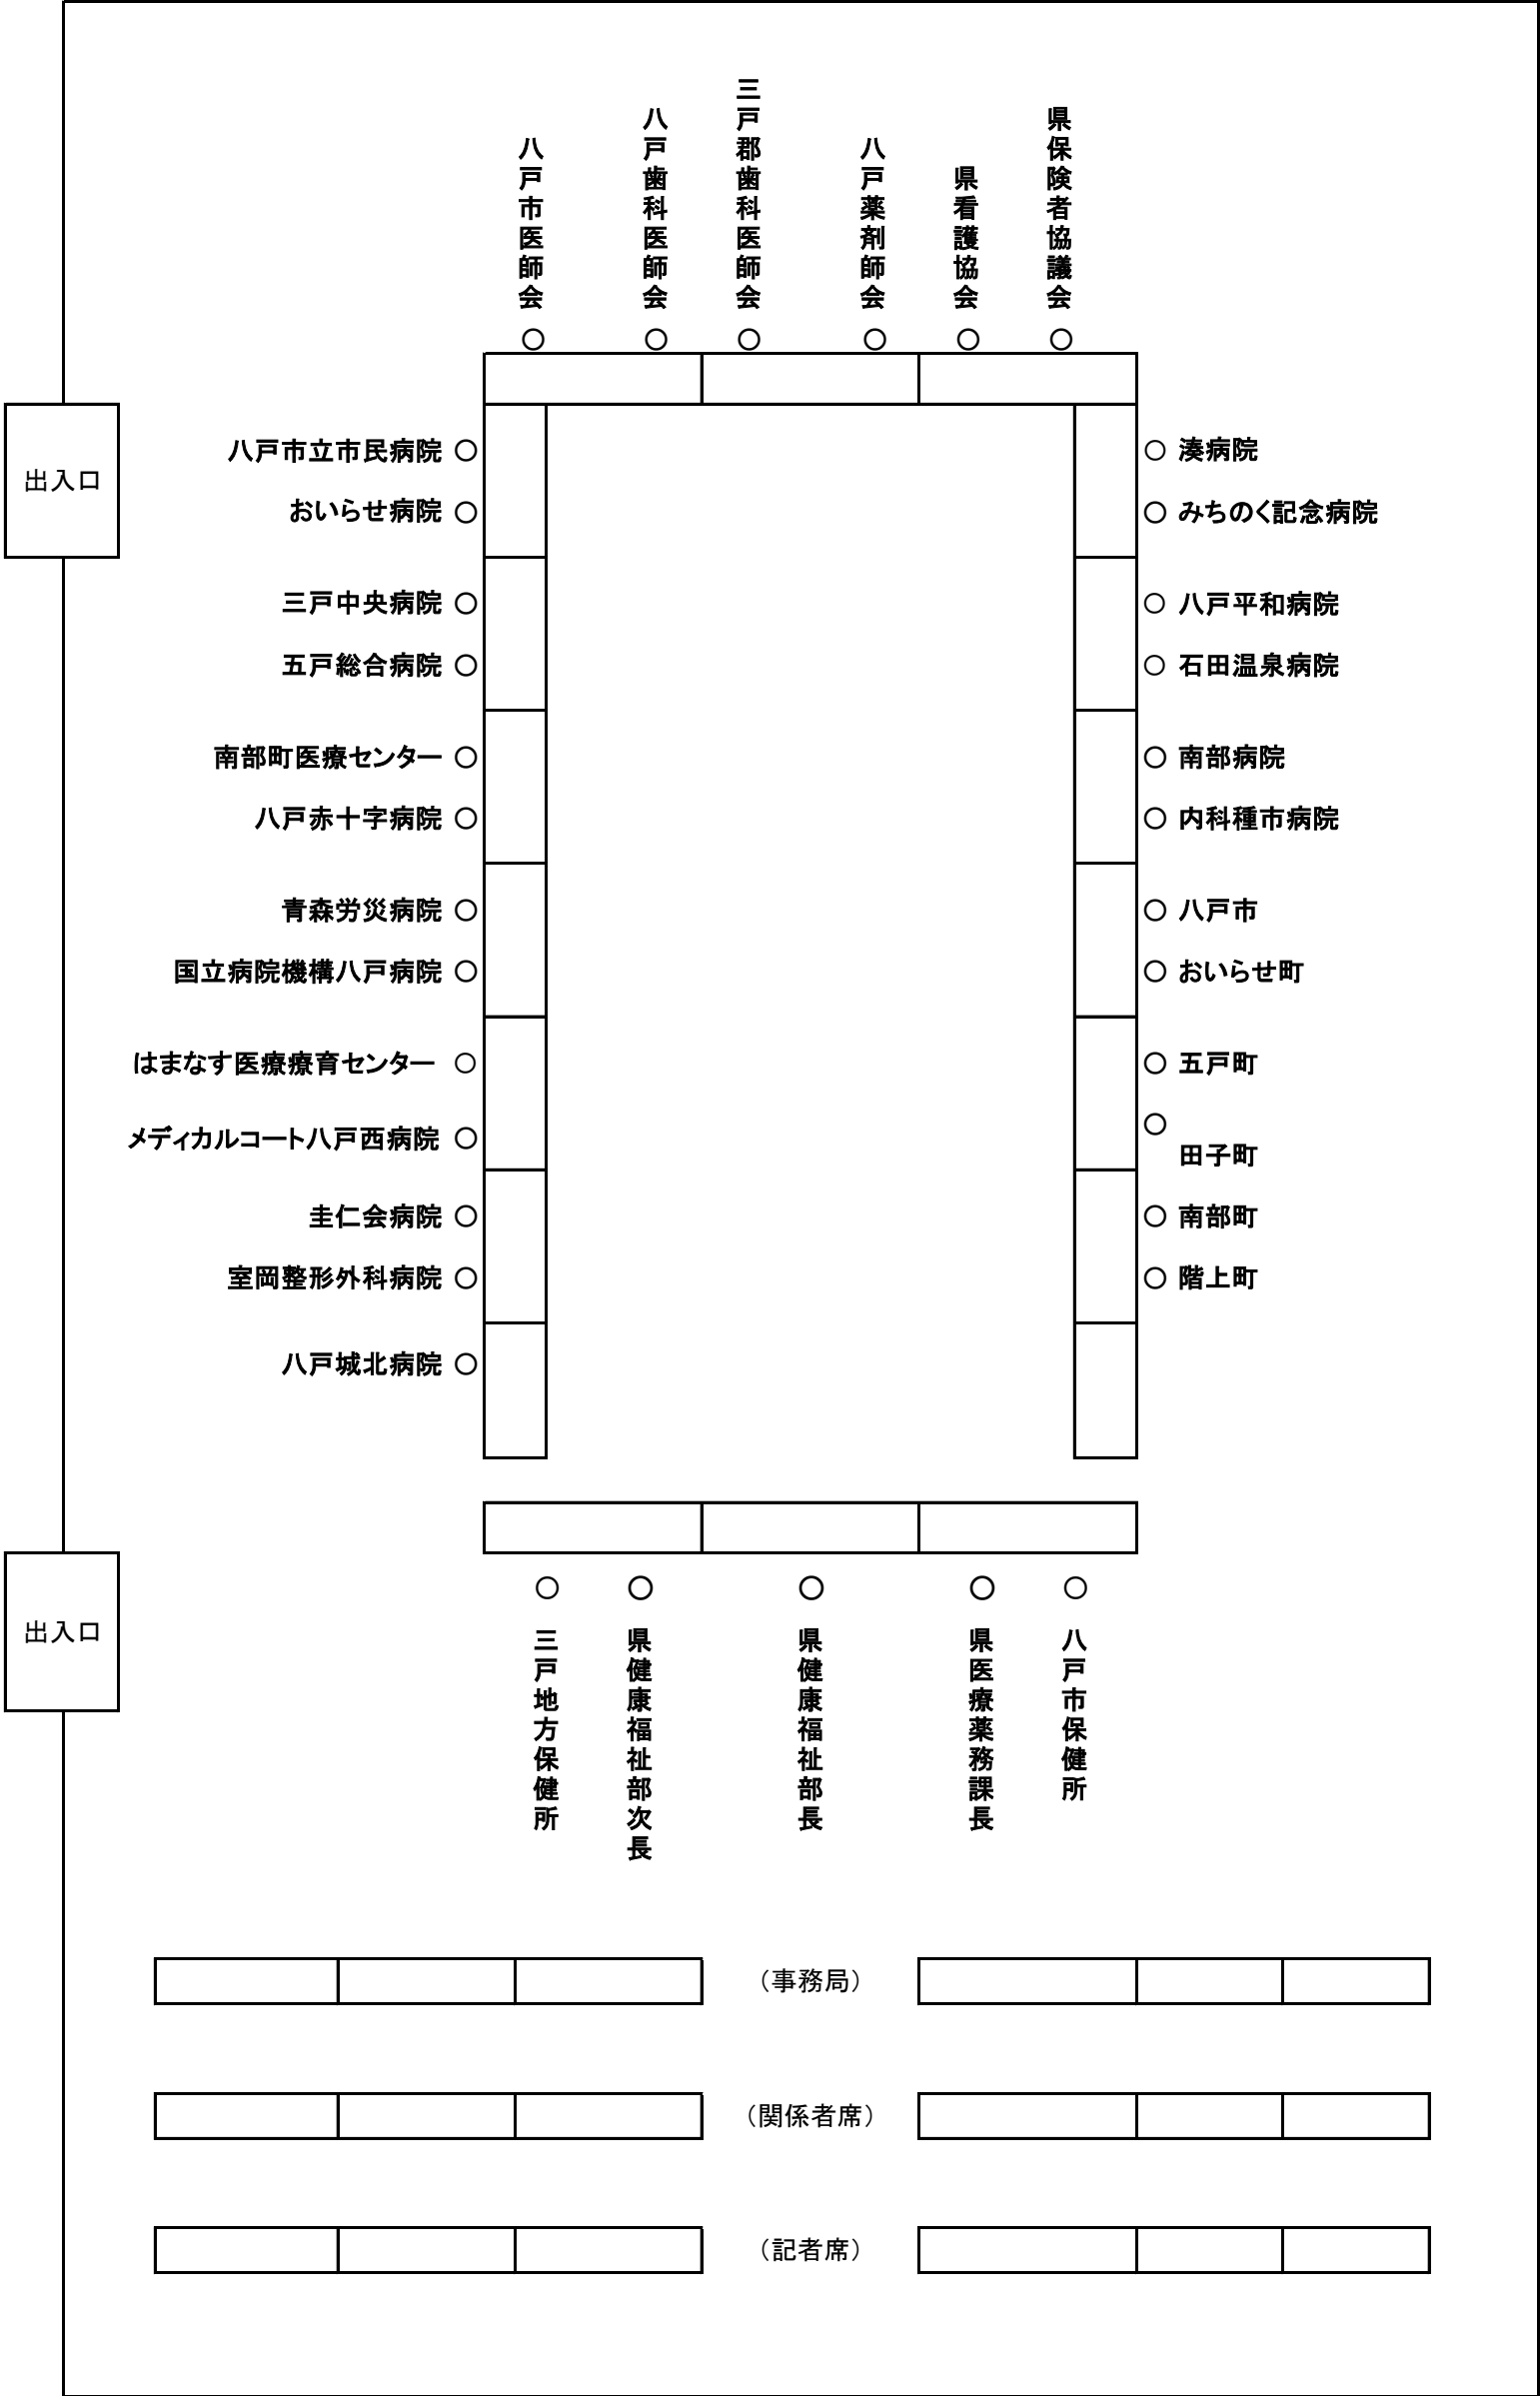 八戸市医師会 ○
八戸歯科医師会 ○
三戸郡歯科医師会 ○
八戸薬剤師会 ○
県看護協会 ○
県保険者協議会 ○
出入口
八戸市立市民病院 ○
おいらせ病院 ○
三戸中央病院 ○
五戸総合病院 ○
南部町医療センター ○
八戸赤十字病院 ○
青森労災病院 ○
国立病院機構八戸病院 ○
はまなす医療療育センター ○
メディカルコート八戸西病院 ○
圭仁会病院 ○
室岡整形外科病院 ○
八戸城北病院 ○
○ 湊病院
○ みちのく記念病院
○ 八戸平和病院
○ 石田温泉病院
○ 南部病院
○ 内科種市病院
○ 八戸市
○ おいらせ町
○ 五戸町
○ 田子町
○ 南部町
○ 階上町
出入口
○ 三戸地方保健所
○ 県健康福祉部次長
○ 県健康福祉部長
○ 県医療薬務課長
○ 八戸市保健所
（事務局）
（関係者席）
（記者席）